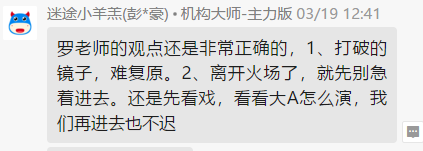 迷途小羊羔(彭*豪) • 机构大师-主力版 03/19 12:41
罗老师的观点还是非常正确的，1、打破的
镜子，难复原。2、离开火场了，就先别急
着进去。还是先看戏，看看大A怎么演，我
们再进去也不迟